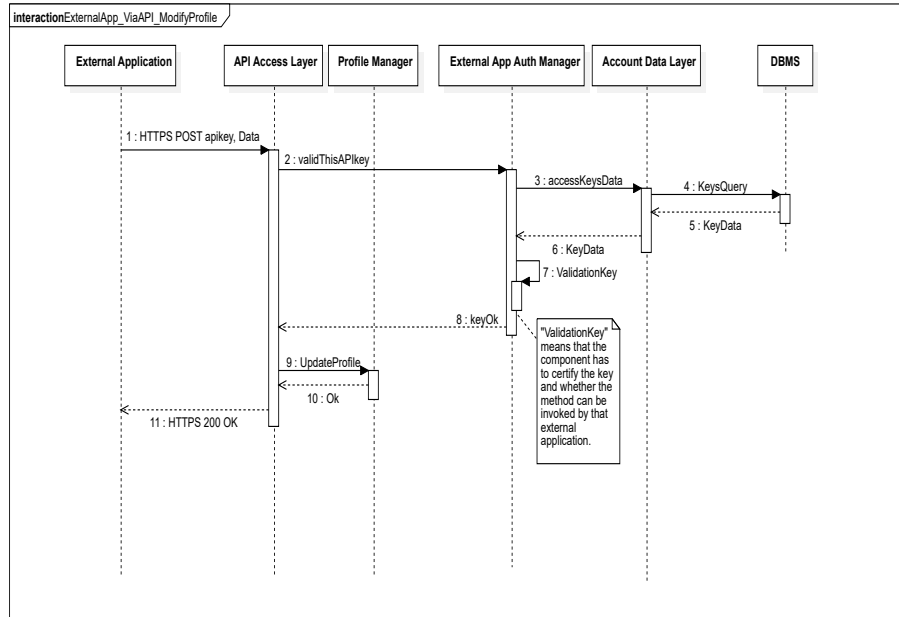 interactionExternalApp_ViaAPI_ModifyProfile
External Application
API Access Layer
Profile Manager
External App Auth Manager
Account Data Layer
DBMS
1 : HTTPS POST apikey, Data
2 : validThisAPIkey
3 : accessKeysData
4 : KeysQuery
5 : KeyData
6 : KeyData
7 : ValidationKey
8 : keyOk
"ValidationKey"
means that the
component has
to certify the key
and whether the
method can be
invoked by that
external
application.
9 : UpdateProfile
10 : Ok
11 : HTTPS 200 OK